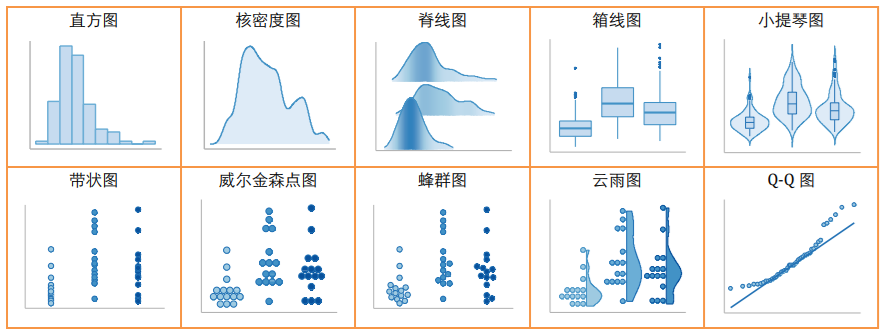 直方图
核密度图
脊线图
箱线图
小提琴图
带状图
威尔金森点图
蜂群图
云雨图
Q-Q 图